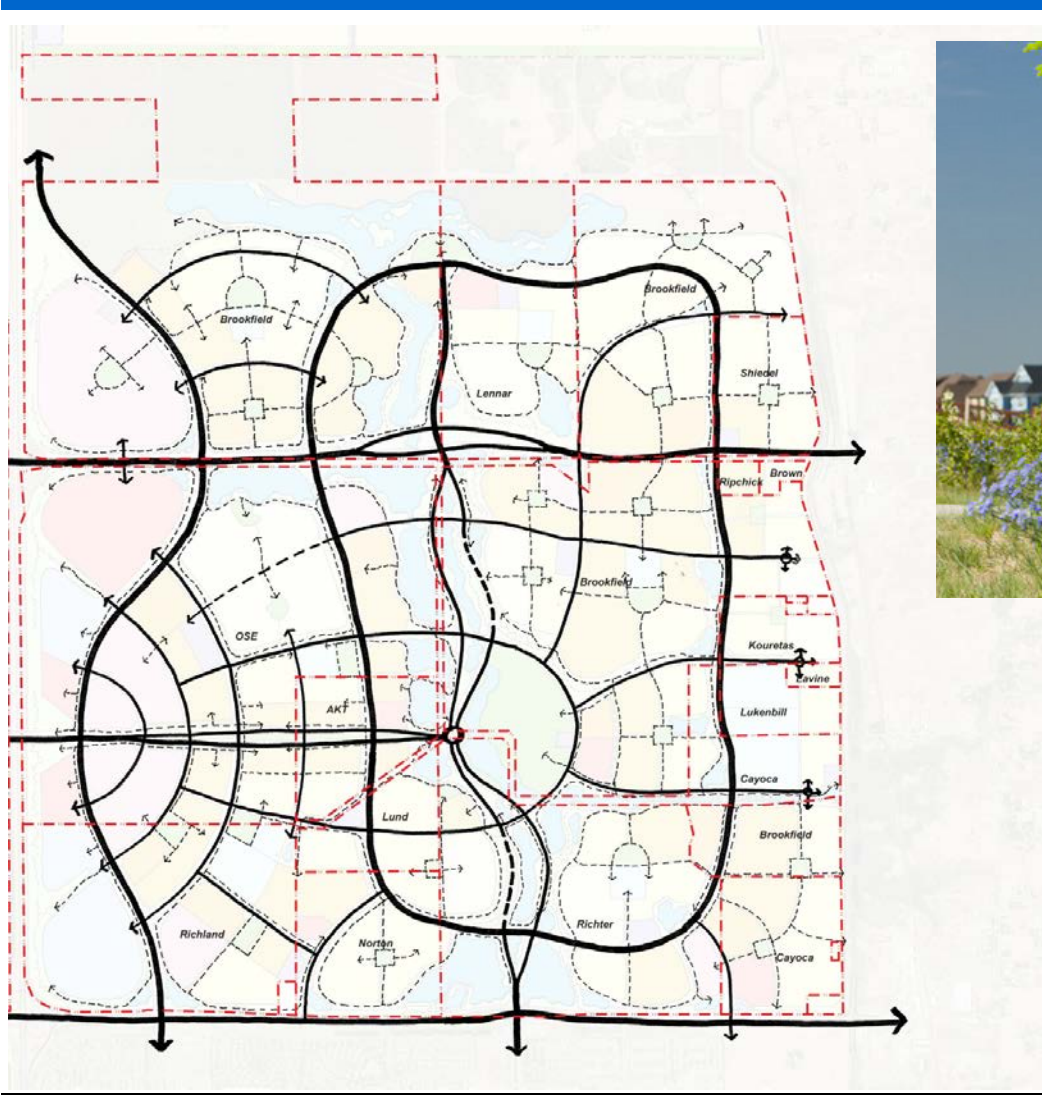 Brookfield
Brookfield
Lennar
Shiedel
Ripchick
Brown
Brookfield
OSE
Kouretas
Lavine
AKT
Lukenbill
Cayoca
Lund
Brookfield
Richland
Norton
Richter
Cayoca